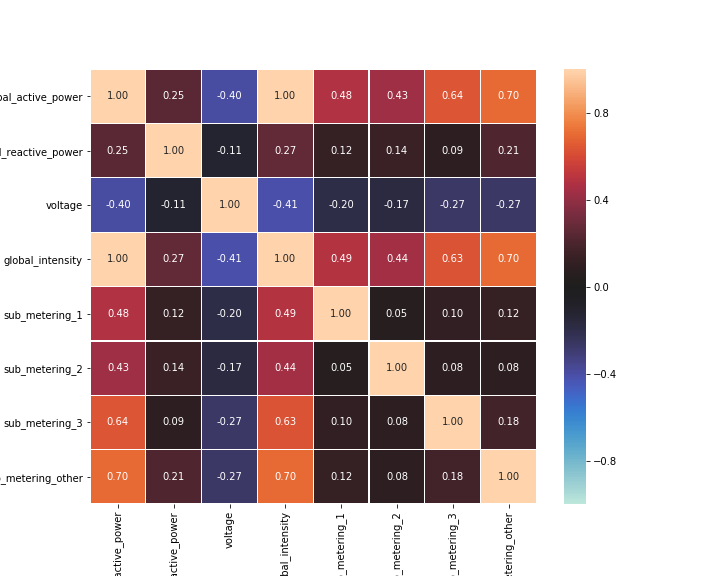 bal_active_power 1.00 0.25 -0.40 1.00 0.48 0.43 0.64 0.70
l_reactive_power 0.25 1.00 -0.11 0.27 0.12 0.14 0.09 0.21
voltage -0.40 -0.11 1.00 -0.41 -0.20 -0.17 -0.27 -0.27
global_intensity 1.00 0.27 -0.41 1.00 0.49 0.44 0.63 0.70
sub_metering_1 0.48 0.12 -0.20 0.49 1.00 0.05 0.10 0.12
sub_metering_2 0.43 0.14 -0.17 0.44 0.05 1.00 0.08 0.08
sub_metering_3 0.64 0.09 -0.27 0.63 0.10 0.08 1.00 0.18
_metering_other 0.70 0.21 -0.27 0.70 0.12 0.08 0.18 1.00
active_power
active_power
voltage
bal_intensity
_metering_1
_metering_2
_metering_3
etering_other
0.8
0.4
0.0
−0.4
−0.8